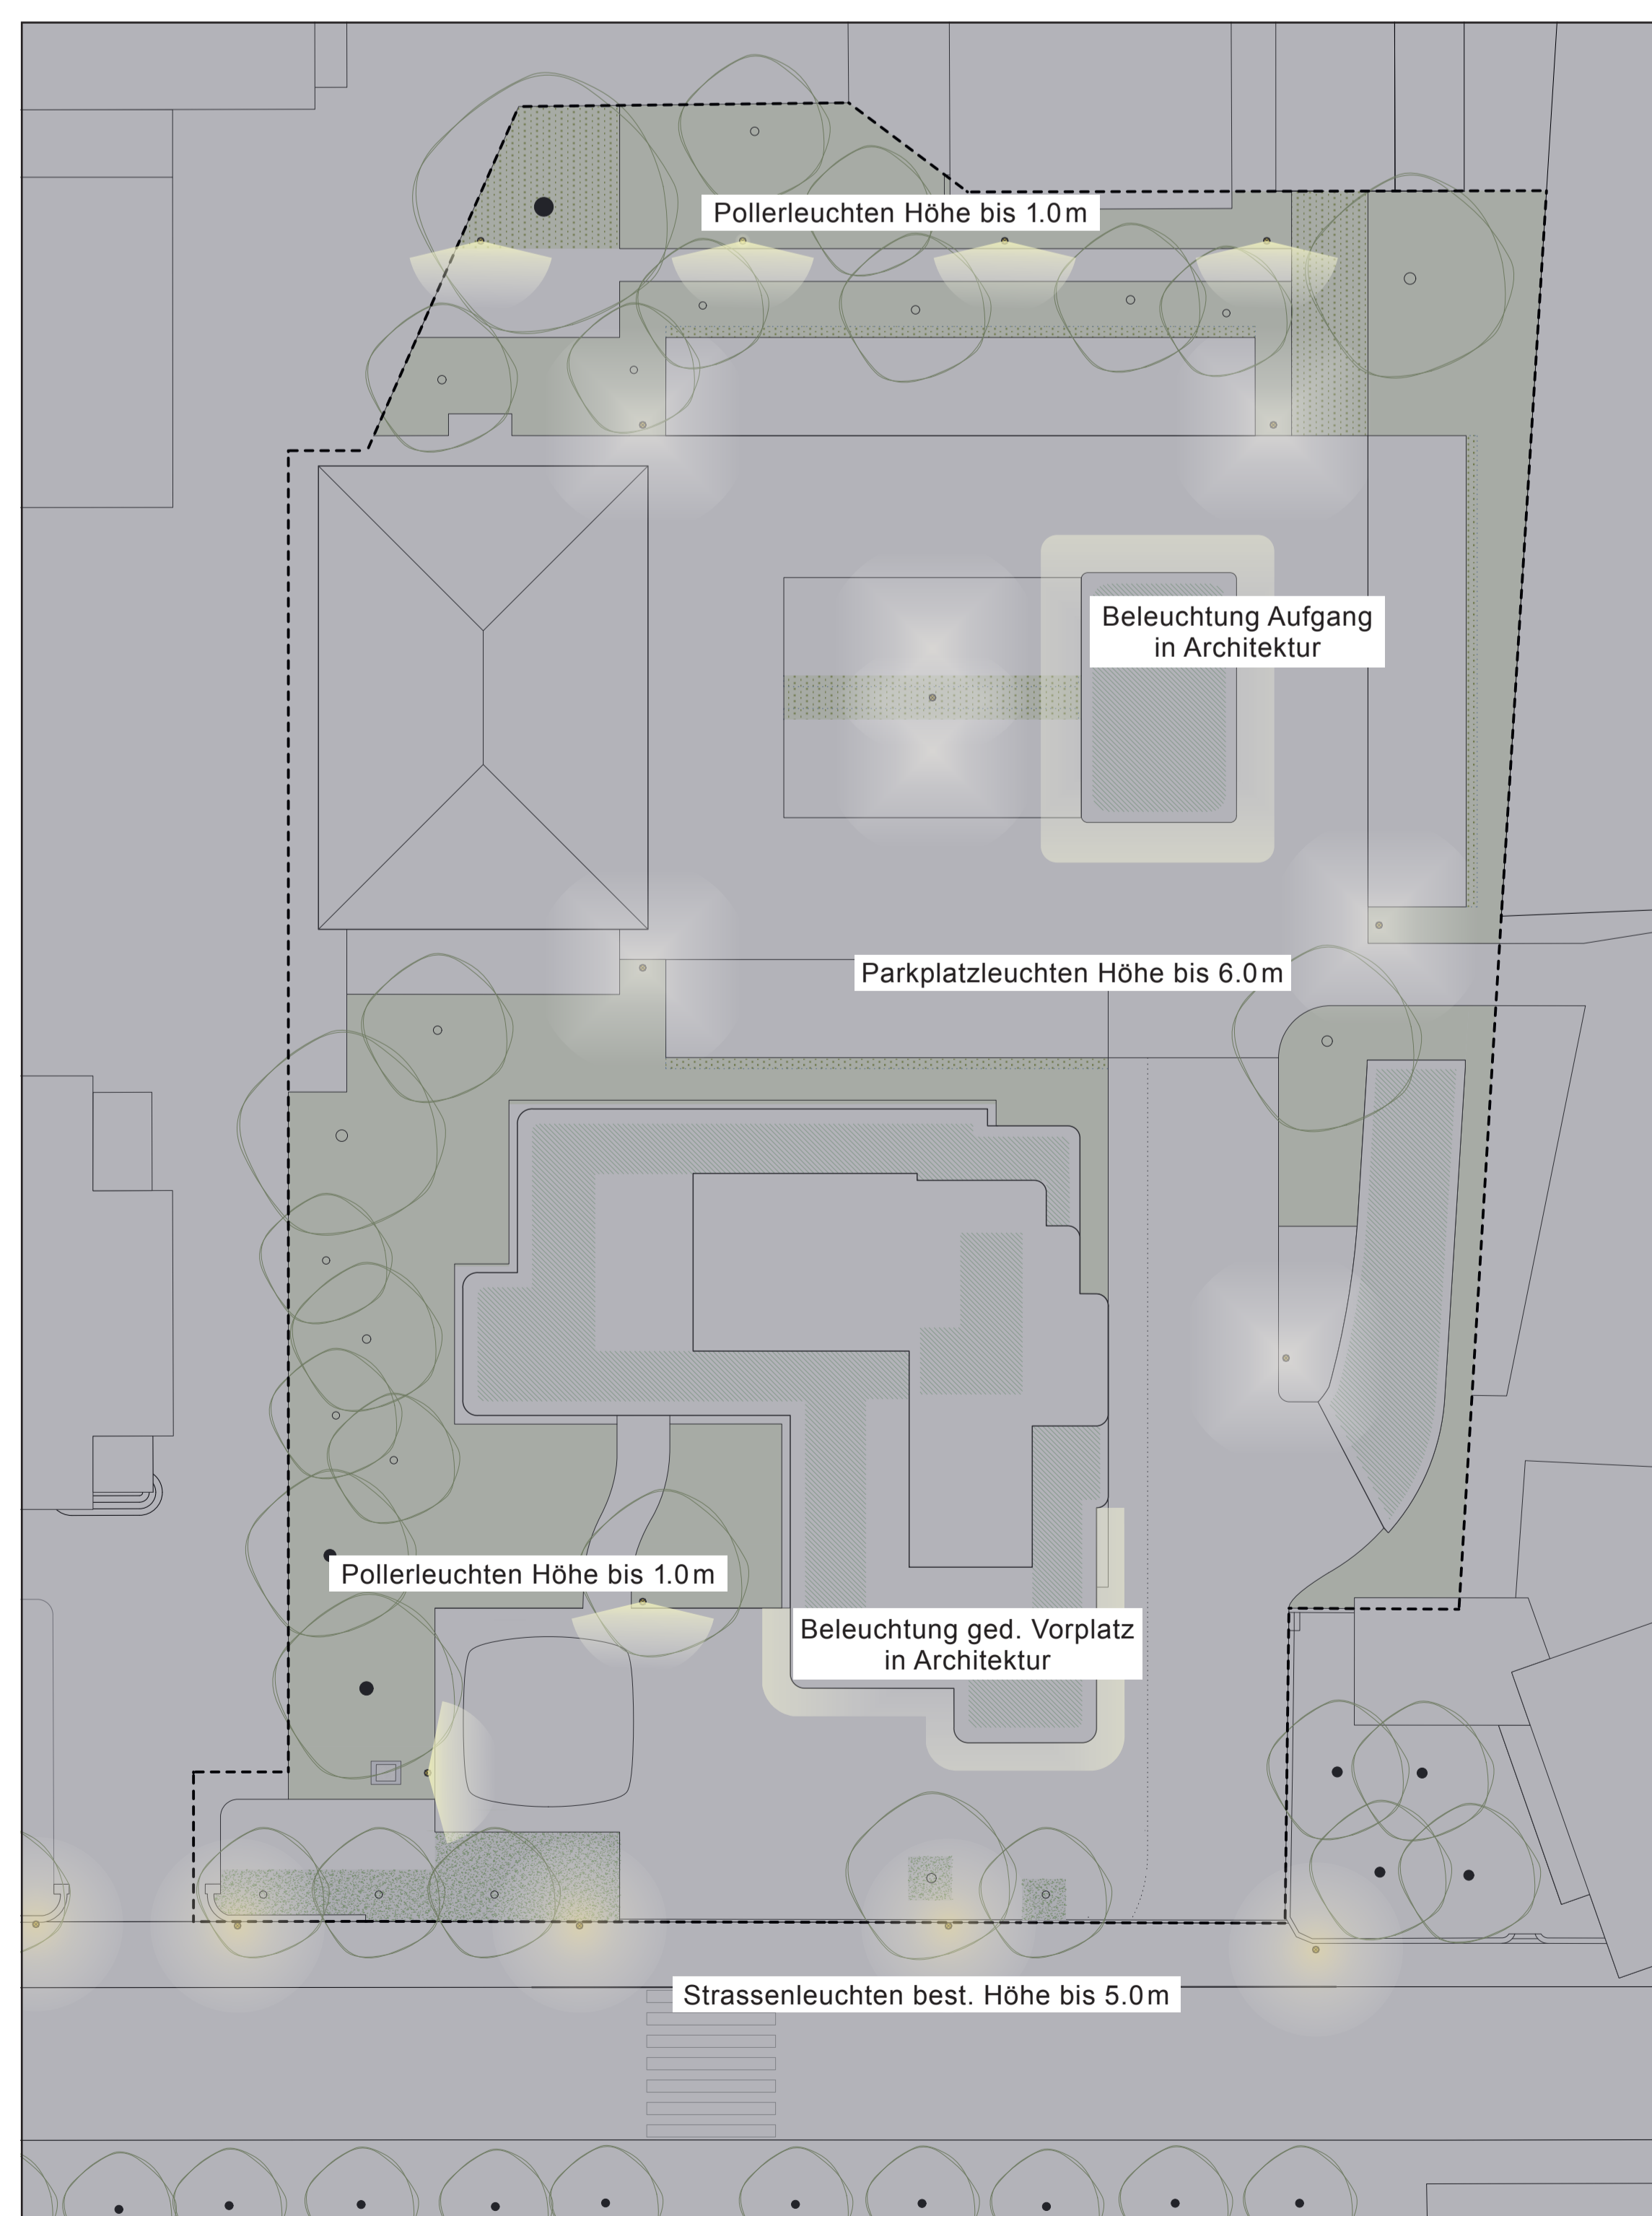 Pollerleuchten Höhe bis 1.0 m
Beleuchtung Aufgang
in Architektur
Parkplatzleuchten Höhe bis 6.0 m
Pollerleuchten Höhe bis 1.0 m
Beleuchtung ged. Vorplatz
in Architektur
Strassenleuchten best. Höhe bis 5.0 m